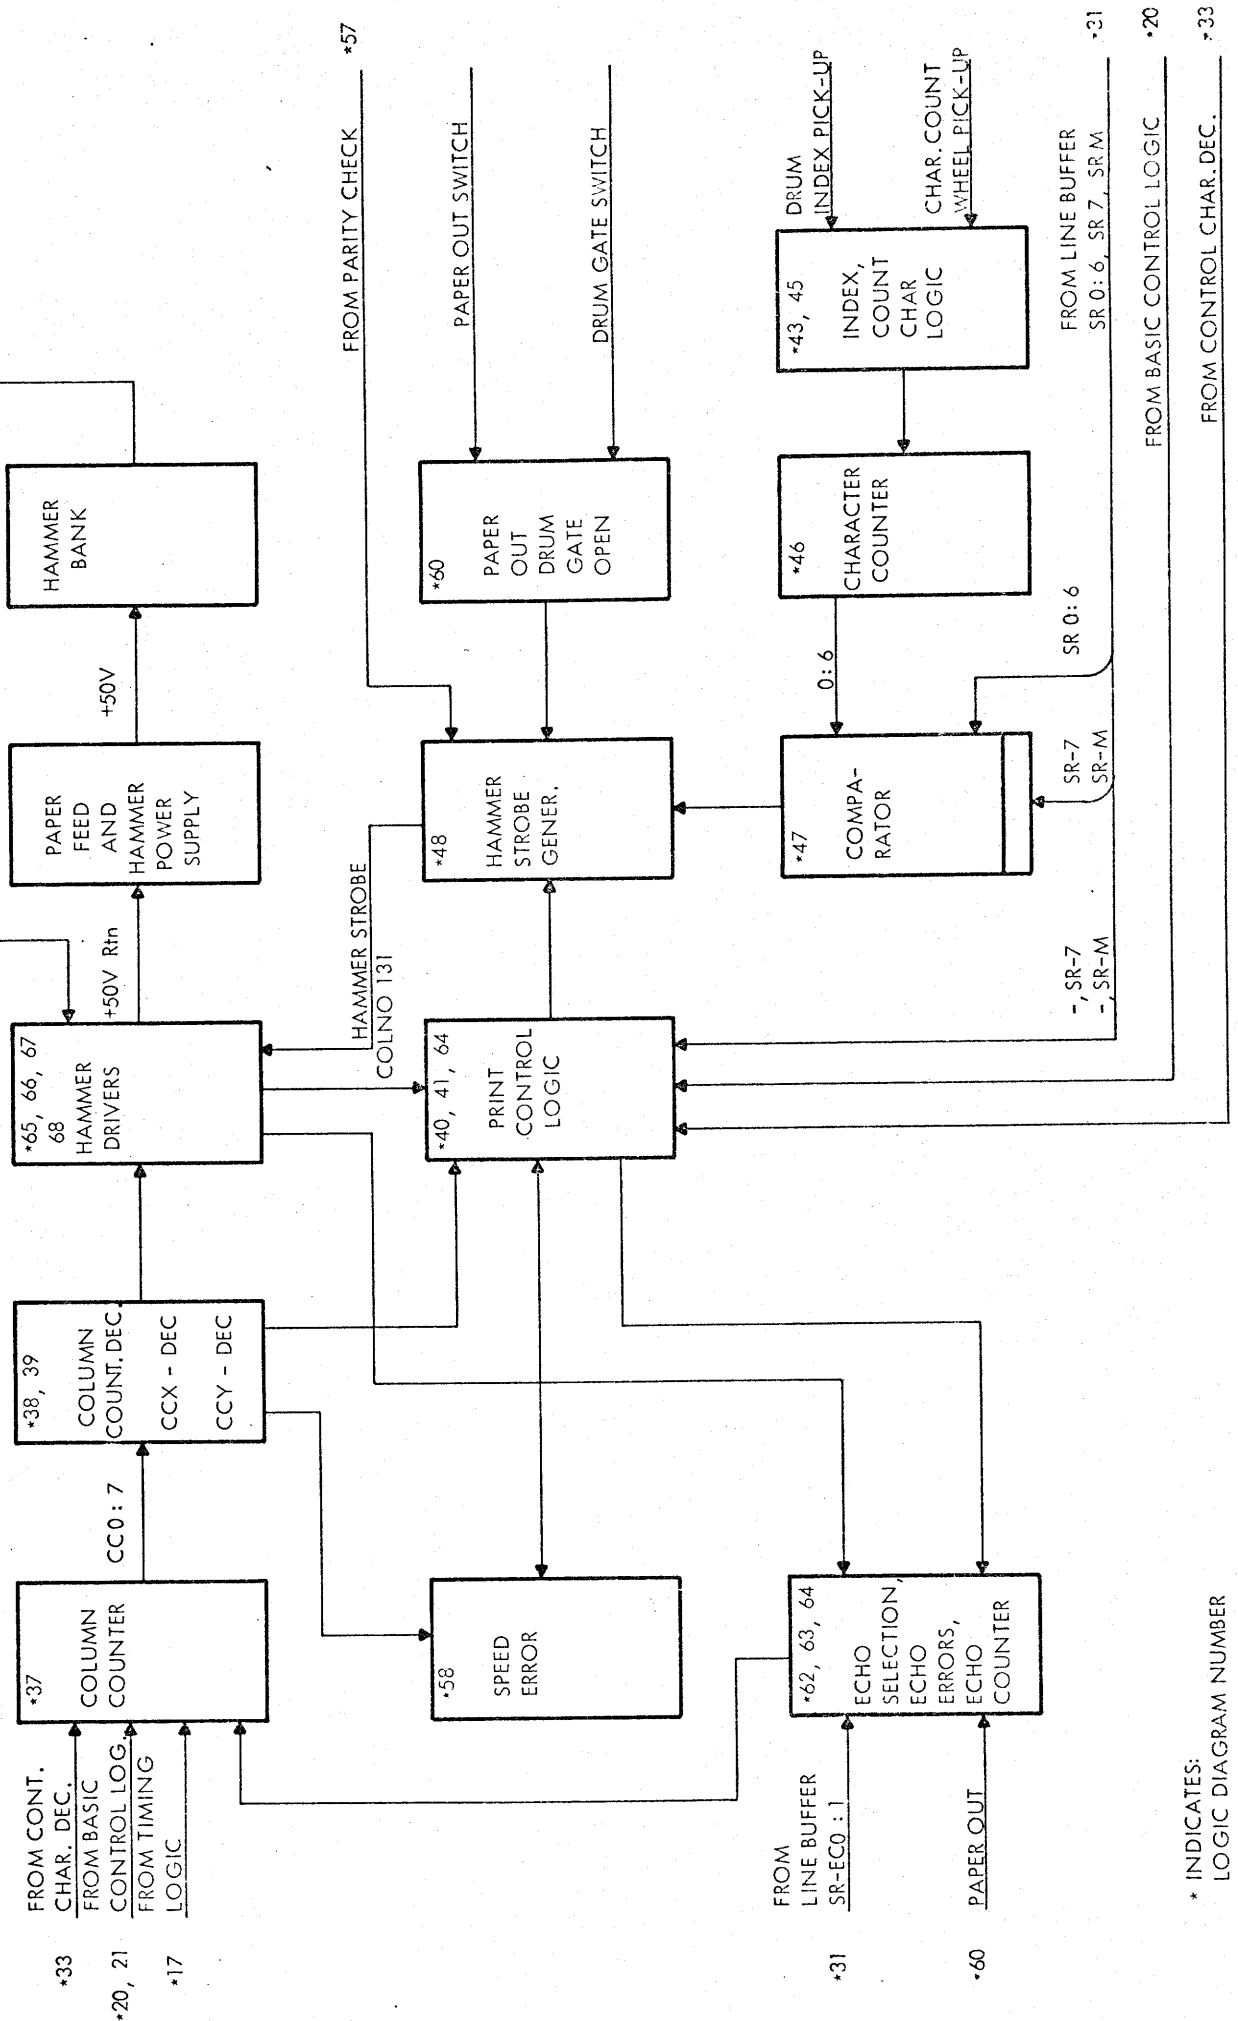 FROM CONT.
CHAR. DEC.
*33
FROM BASIC
CONTROL LOG.
*20, 21
FROM TIMING
LOGIC
*17
*37
COLUMN
COUNTER
CC0 : 7
*38, 39
COLUMN
COUNT. DEC.
CCX - DEC
CCY - DEC
*65, 66, 67
68
HAMMER
DRIVERS
+50V Rtn
PAPER
FEED
AND
HAMMER
POWER
SUPPLY
+50V
HAMMER
BANK
*58
SPEED
ERROR
HAMMER STROBE
COLNO 131
*40, 41, 64
PRINT
CONTROL
LOGIC
*48
HAMMER
STROBE
GENER.
*60
PAPER
OUT
DRUM
GATE
OPEN
FROM PARITY CHECK
*57
PAPER OUT SWITCH
DRUM GATE SWITCH
FROM
LINE BUFFER
SR-EC0 : 1
*31
PAPER OUT
*60
*62, 63, 64
ECHO
SELECTION,
ECHO
ERRORS,
ECHO
COUNTER
*47
COMPA-
RATOR
0: 6
*46
CHARACTER
COUNTER
*43, 45
INDEX,
COUNT
CHAR
LOGIC
DRUM
INDEX PICK-UP
CHAR. COUNT
WHEEL PICK-UP
-, SR-7
-, SR-M
SR-7
SR-M
SR 0: 6
FROM LINE BUFFER
SR 0: 6, SR 7, SRM
*31
FROM BASIC CONTROL LOGIC
*20
FROM CONTROL CHAR. DEC.
*33
* INDICATES:
LOGIC DIAGRAM NUMBER